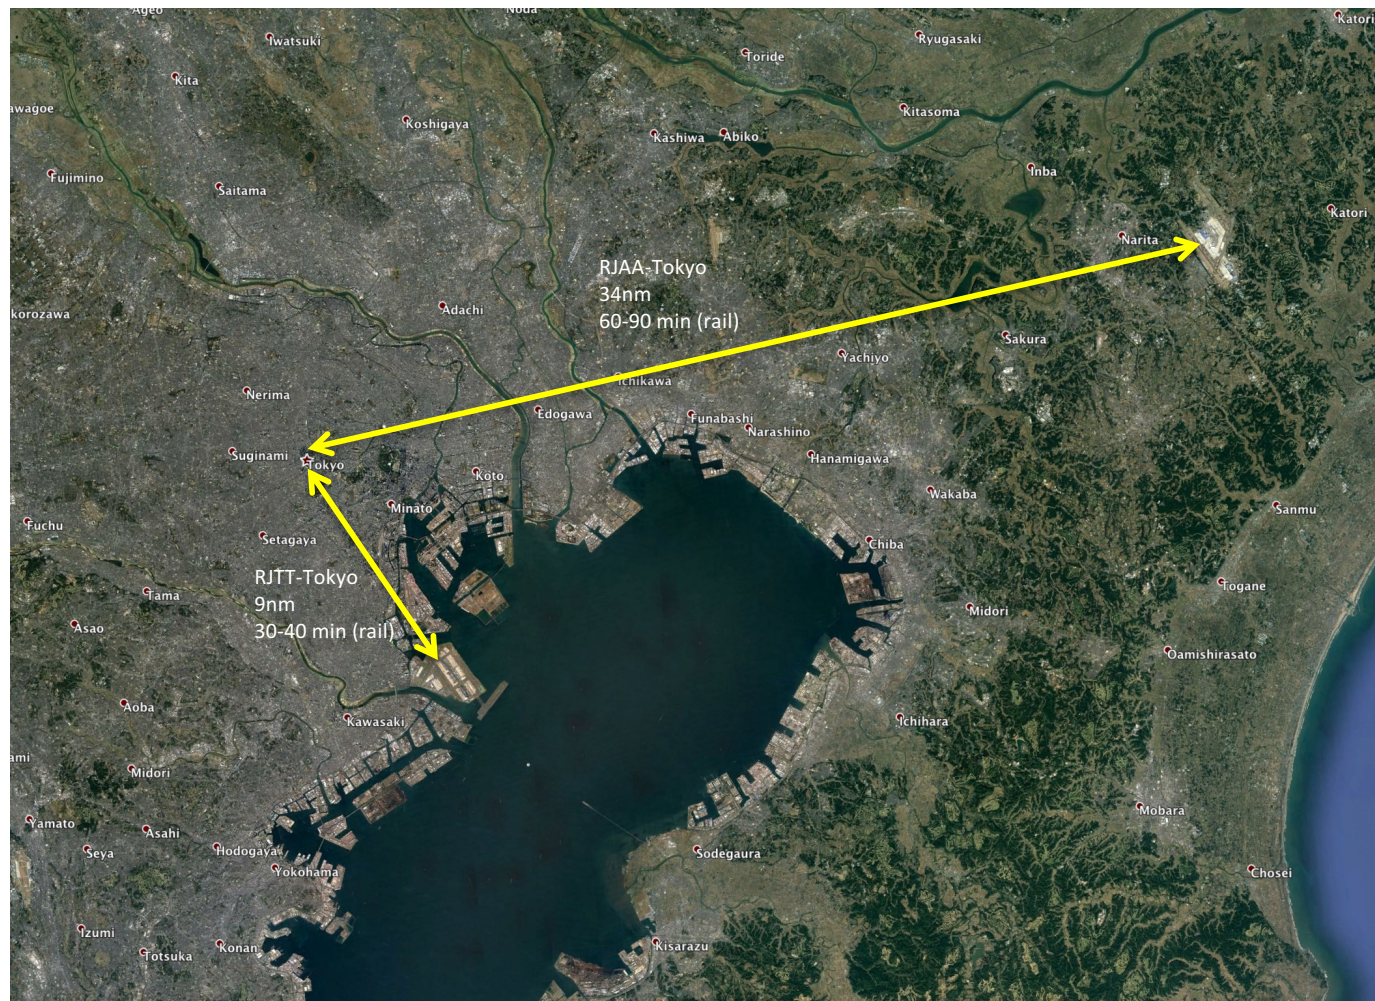 Ageo
Noda
Katori
Iwatsuki
Ryugasaki
Toride
Kita
awagoe
Koshigaya
Kitasoma
Kashiwa
Abiko
Fujimino
Saitama
Inba
Katori
Narita
RJAA-Tokyo
34nm
60-90 min (rail)
korozawa
Adachi
Sakura
Yachiyo
Ichikawa
Nerima
Edogawa
Funabashi
Narashino
Suginami
Tokyo
Hanamigawa
Koto
Minato
Wakaba
Sanmu
Fuchu
Setagaya
Chiba
RJTT-Tokyo
9nm
30-40 min (rail)
Tama
Togane
Midori
Asao
Oamishirasato
Aoba
Kawasaki
Ichihara
ami
Midori
Mobara
Yamato
Asahi
Seya
Hodogaya
Sodegaura
Yokohama
Chosei
Izumi
Konan
Totsuka
Kisarazu